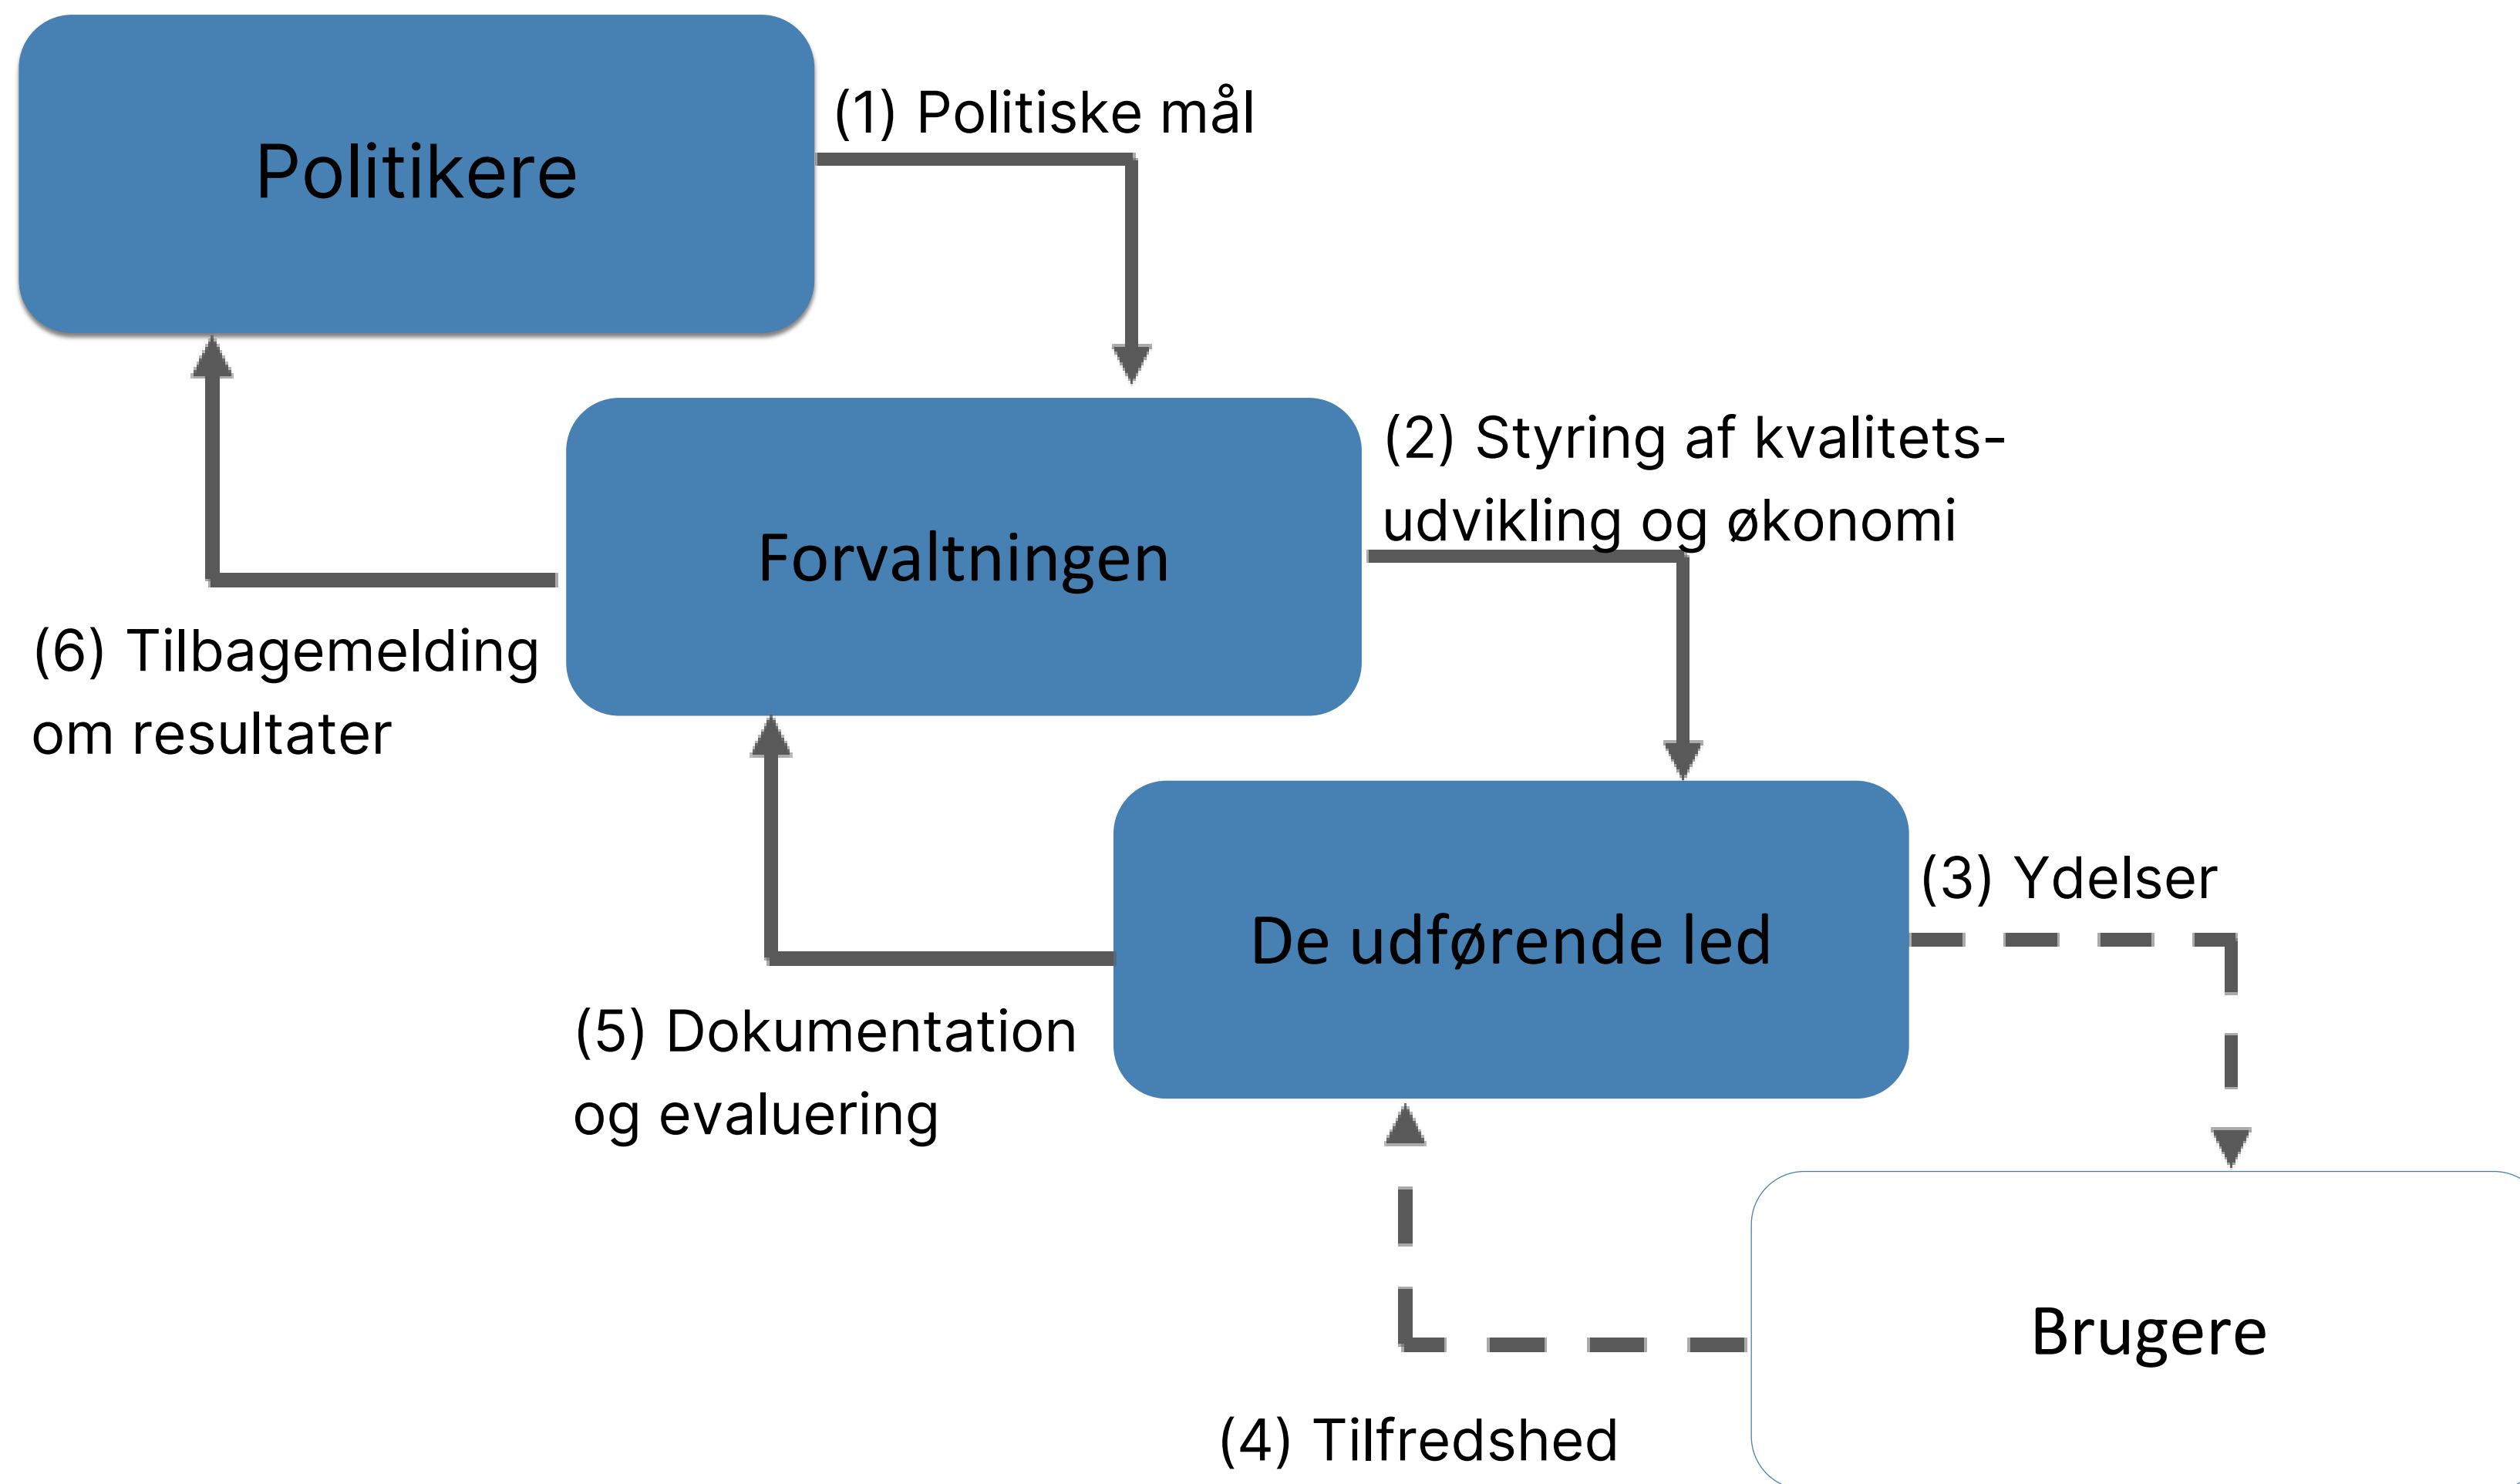 Politikere
(1) Politiske mål
Forvaltningen
(2) Styring af kvalitets-
udvikling og økonomi
(6) Tilbagemelding
om resultater
De udførende led
(3) Ydelser
(5) Dokumentation
og evaluering
Brugere
(4) Tilfredshed